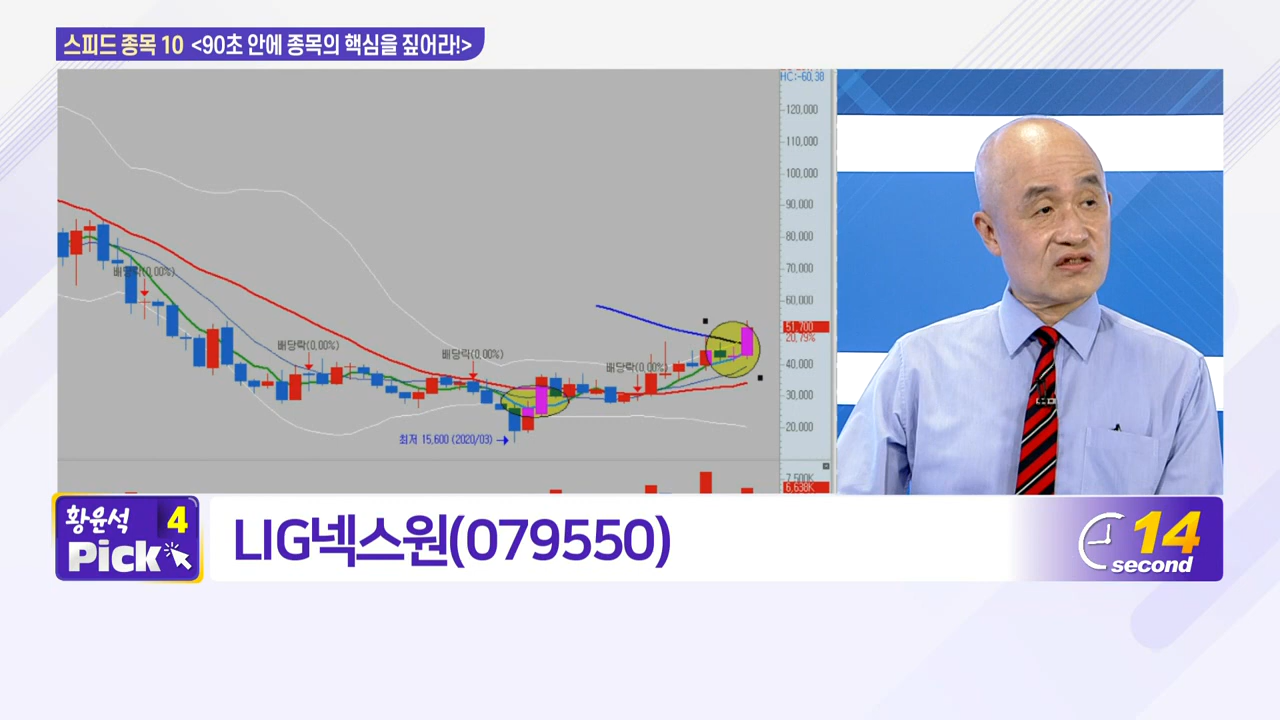 스피드 종목 10 <90초 안에 종목의 핵심을 짚어라!>
HC:-60.38
120,000
110,000
100,000
90,000
80,000
70,000
60,000
51,700
20.79%
40,000
30,000
20,000
7,500K
6,638K
배당락(0.00%)
배당락(0.00%)
배당락(0.00%)
배당락(0.00%)
최저 15,600 (2020/03)
황윤석 4
Pick
LIG넥스원(079550)
14
second